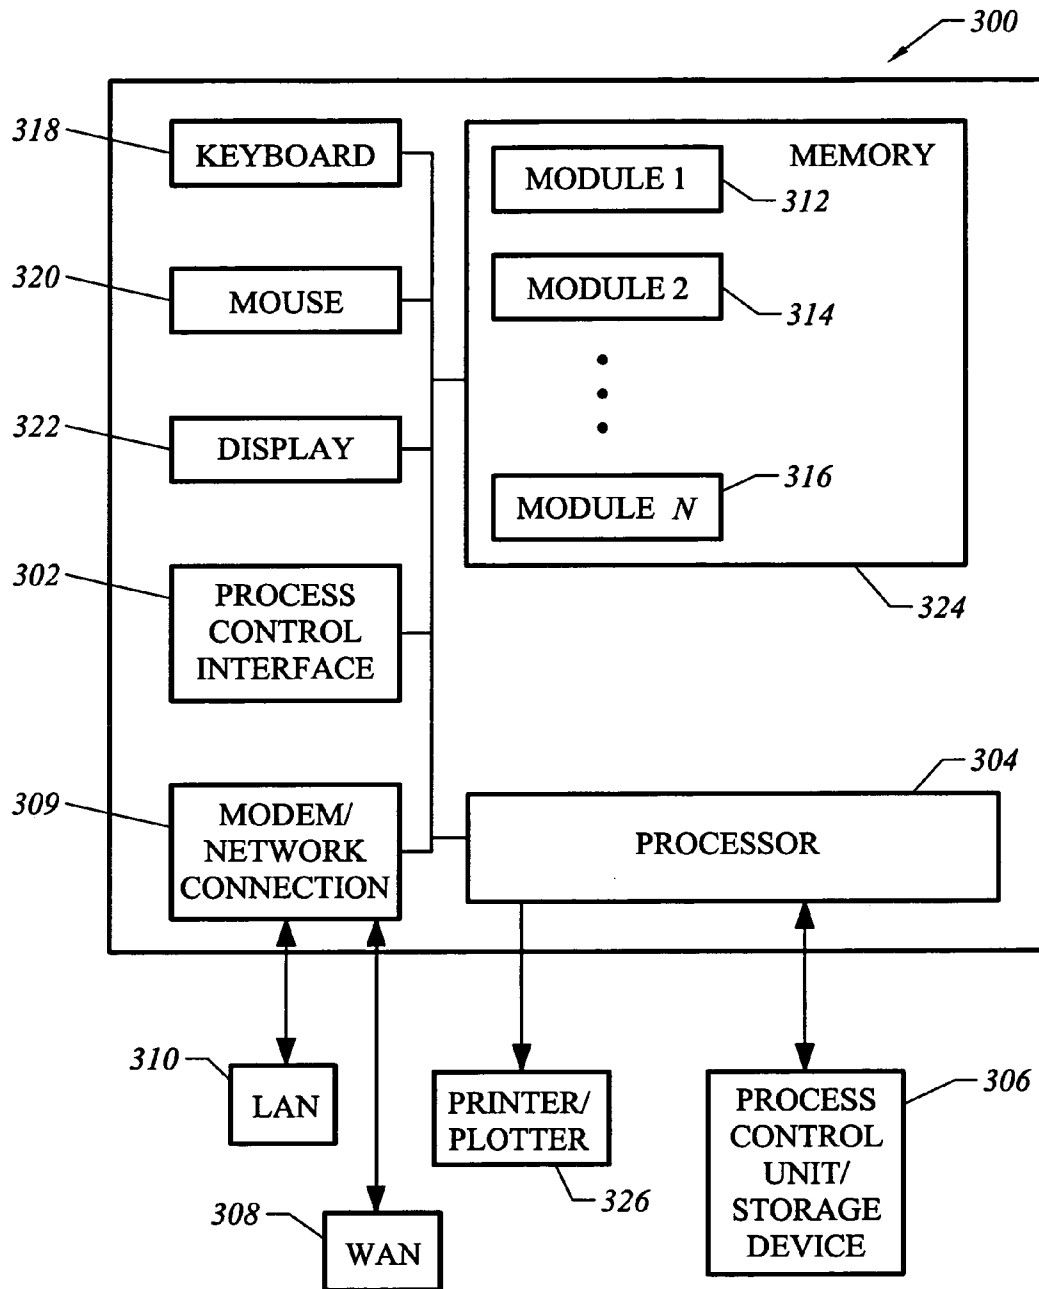 300
318
KEYBOARD
MEMORY
MODULE 1
312
320
MOUSE
MODULE 2
314
322
DISPLAY
MODULE N
316
302
PROCESS
CONTROL
INTERFACE
324
304
309
MODEM/
NETWORK
CONNECTION
PROCESSOR
310
LAN
PRINTER/
PLOTTER
326
PROCESS
CONTROL
UNIT/
STORAGE
DEVICE
306
308
WAN